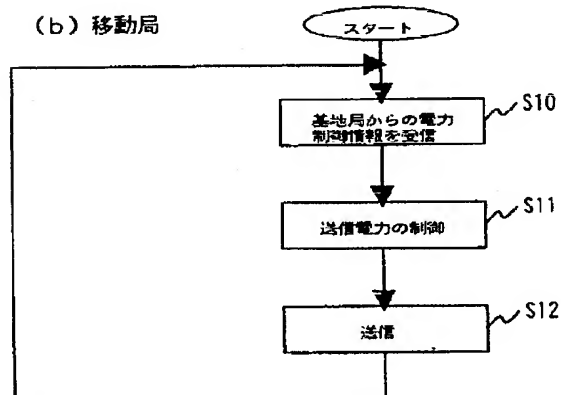 (b) 移動局
スタート
基地局からの電力
制御情報を受信
S10
送信電力の制御
S11
送信
S12